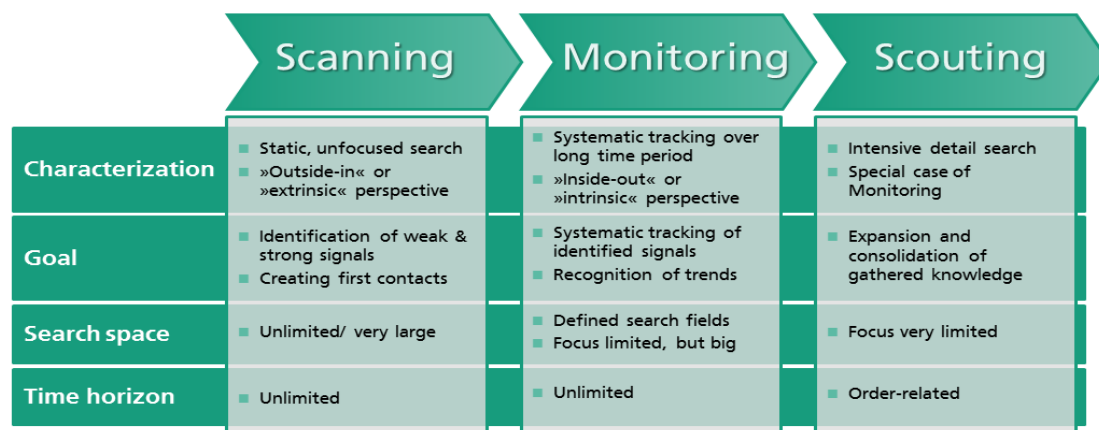 Scanning
Monitoring
Scouting
Characterization
Static, unfocused search
»Outside-in« or
»extrinsic« perspective
Systematic tracking over
long time period
»Inside-out« or
»intrinsic« perspective
Intensive detail search
Special case of
Monitoring
Goal
Identification of weak &
strong signals
Creating first contacts
Systematic tracking of
identified signals
Recognition of trends
Expansion and
consolidation of
gathered knowledge
Search space
Unlimited/ very large
Defined search fields
Focus limited, but big
Focus very limited
Time horizon
Unlimited
Unlimited
Order-related